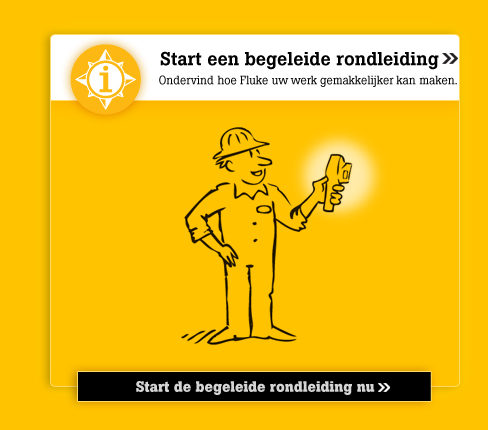 Start een begeleide rondleiding »
Ondervind hoe Fluke uw werk gemakkelijker kan maken.
i
Start de begeleide rondleiding nu »